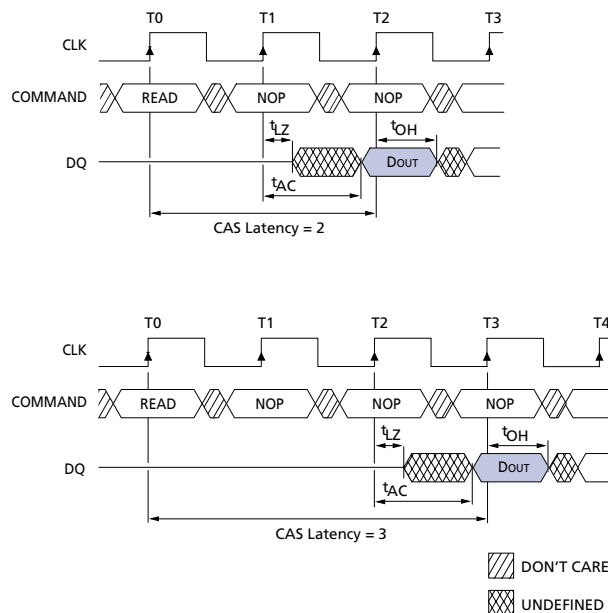 T0 T1 T2 T3
CLK
COMMAND READ NOP NOP
tLZ tOH
DQ DOUT
tAC
CAS Latency = 2
T0 T1 T2 T3 T4
CLK
COMMAND READ NOP NOP NOP
tLZ tOH
DQ DOUT
tAC
CAS Latency = 3
DON'T CARE
UNDEFINED